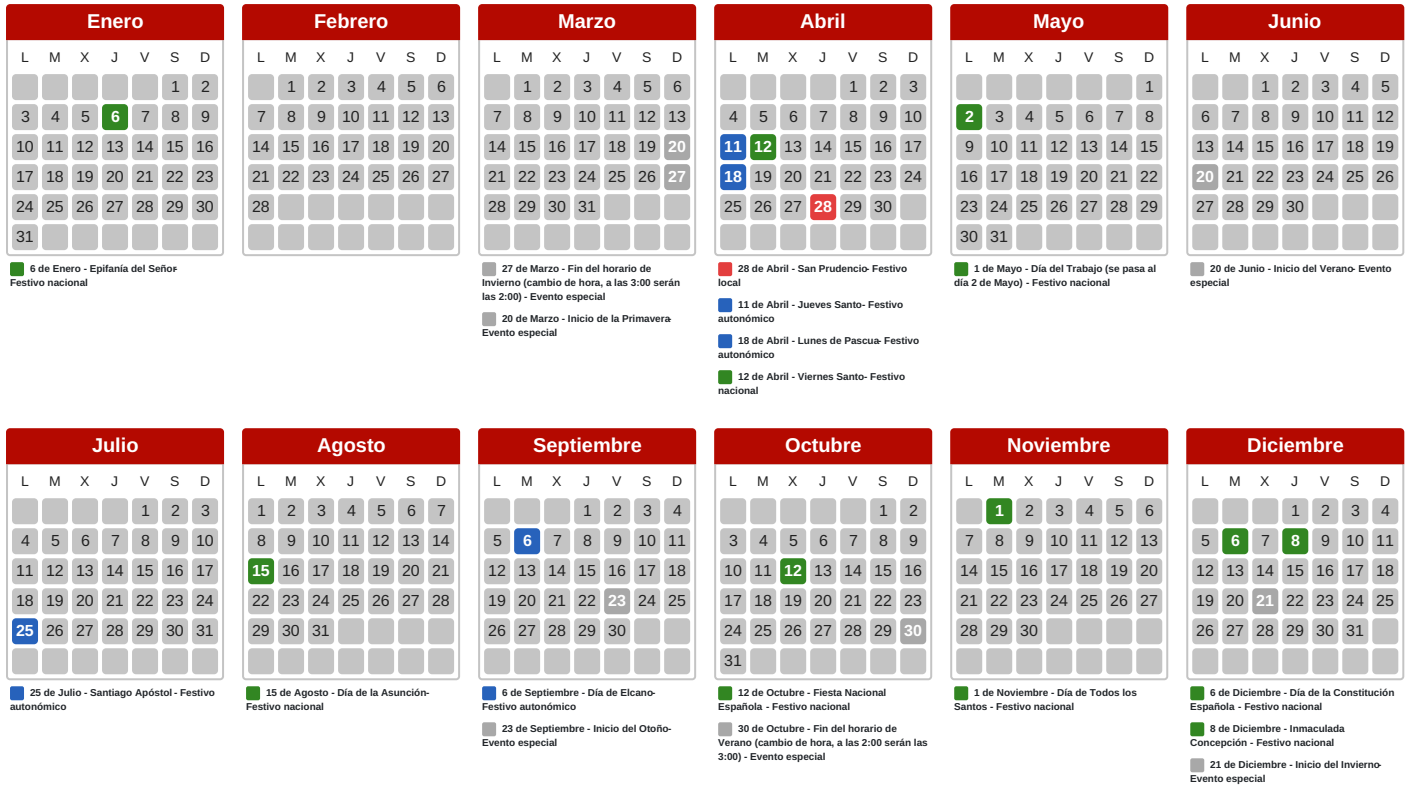 Enero
L M X J V S D
1 2
3 4 5 6 7 8 9
10 11 12 13 14 15 16
17 18 19 20 21 22 23
24 25 26 27 28 29 30
31
6 de Enero - Epifanía del Señor-
Festivo nacional
Febrero
L M X J V S D
1 2 3 4 5 6
7 8 9 10 11 12 13
14 15 16 17 18 19 20
21 22 23 24 25 26 27
28
Marzo
L M X J V S D
1 2 3 4 5 6
7 8 9 10 11 12 13
14 15 16 17 18 19 20
21 22 23 24 25 26 27
28 29 30 31
27 de Marzo - Fin del horario de
Invierno (cambio de hora, a las 3:00 serán
las 2:00) - Evento especial
20 de Marzo - Inicio de la Primavera-
Evento especial
Abril
L M X J V S D
1 2 3
4 5 6 7 8 9 10
11 12 13 14 15 16 17
18 19 20 21 22 23 24
25 26 27 28 29 30
28 de Abril - San Prudencio- Festivo
local
11 de Abril - Jueves Santo- Festivo
autonómico
18 de Abril - Lunes de Pascua- Festivo
autonómico
12 de Abril - Viernes Santo- Festivo
nacional
Mayo
L M X J V S D
1
2 3 4 5 6 7 8
9 10 11 12 13 14 15
16 17 18 19 20 21 22
23 24 25 26 27 28 29
30 31
1 de Mayo - Día del Trabajo (se pasa al
día 2 de Mayo) - Festivo nacional
Junio
L M X J V S D
1 2 3 4 5
6 7 8 9 10 11 12
13 14 15 16 17 18 19
20 21 22 23 24 25 26
27 28 29 30
20 de Junio - Inicio del Verano- Evento
especial
Julio
L M X J V S D
1 2 3
4 5 6 7 8 9 10
11 12 13 14 15 16 17
18 19 20 21 22 23 24
25 26 27 28 29 30 31
25 de Julio - Santiago Apóstol - Festivo
autonómico
Agosto
L M X J V S D
1 2 3 4 5 6 7
8 9 10 11 12 13 14
15 16 17 18 19 20 21
22 23 24 25 26 27 28
29 30 31
15 de Agosto - Día de la Asunción-
Festivo nacional
Septiembre
L M X J V S D
1 2 3 4
5 6 7 8 9 10 11
12 13 14 15 16 17 18
19 20 21 22 23 24 25
26 27 28 29 30
6 de Septiembre - Día de Elcano-
Festivo autonómico
23 de Septiembre - Inicio del Otoño-
Evento especial
Octubre
L M X J V S D
1 2
3 4 5 6 7 8 9
10 11 12 13 14 15 16
17 18 19 20 21 22 23
24 25 26 27 28 29 30
31
12 de Octubre - Fiesta Nacional
Española - Festivo nacional
30 de Octubre - Fin del horario de
Verano (cambio de hora, a las 2:00 serán las
3:00) - Evento especial
Noviembre
L M X J V S D
1 2 3 4 5 6
7 8 9 10 11 12 13
14 15 16 17 18 19 20
21 22 23 24 25 26 27
28 29 30
1 de Noviembre - Día de Todos los
Santos - Festivo nacional
Diciembre
L M X J V S D
1 2 3 4
5 6 7 8 9 10 11
12 13 14 15 16 17 18
19 20 21 22 23 24 25
26 27 28 29 30 31
6 de Diciembre - Día de la Constitución
Española - Festivo nacional
8 de Diciembre - Inmaculada
Concepción - Festivo nacional
21 de Diciembre - Inicio del Invierno-
Evento especial